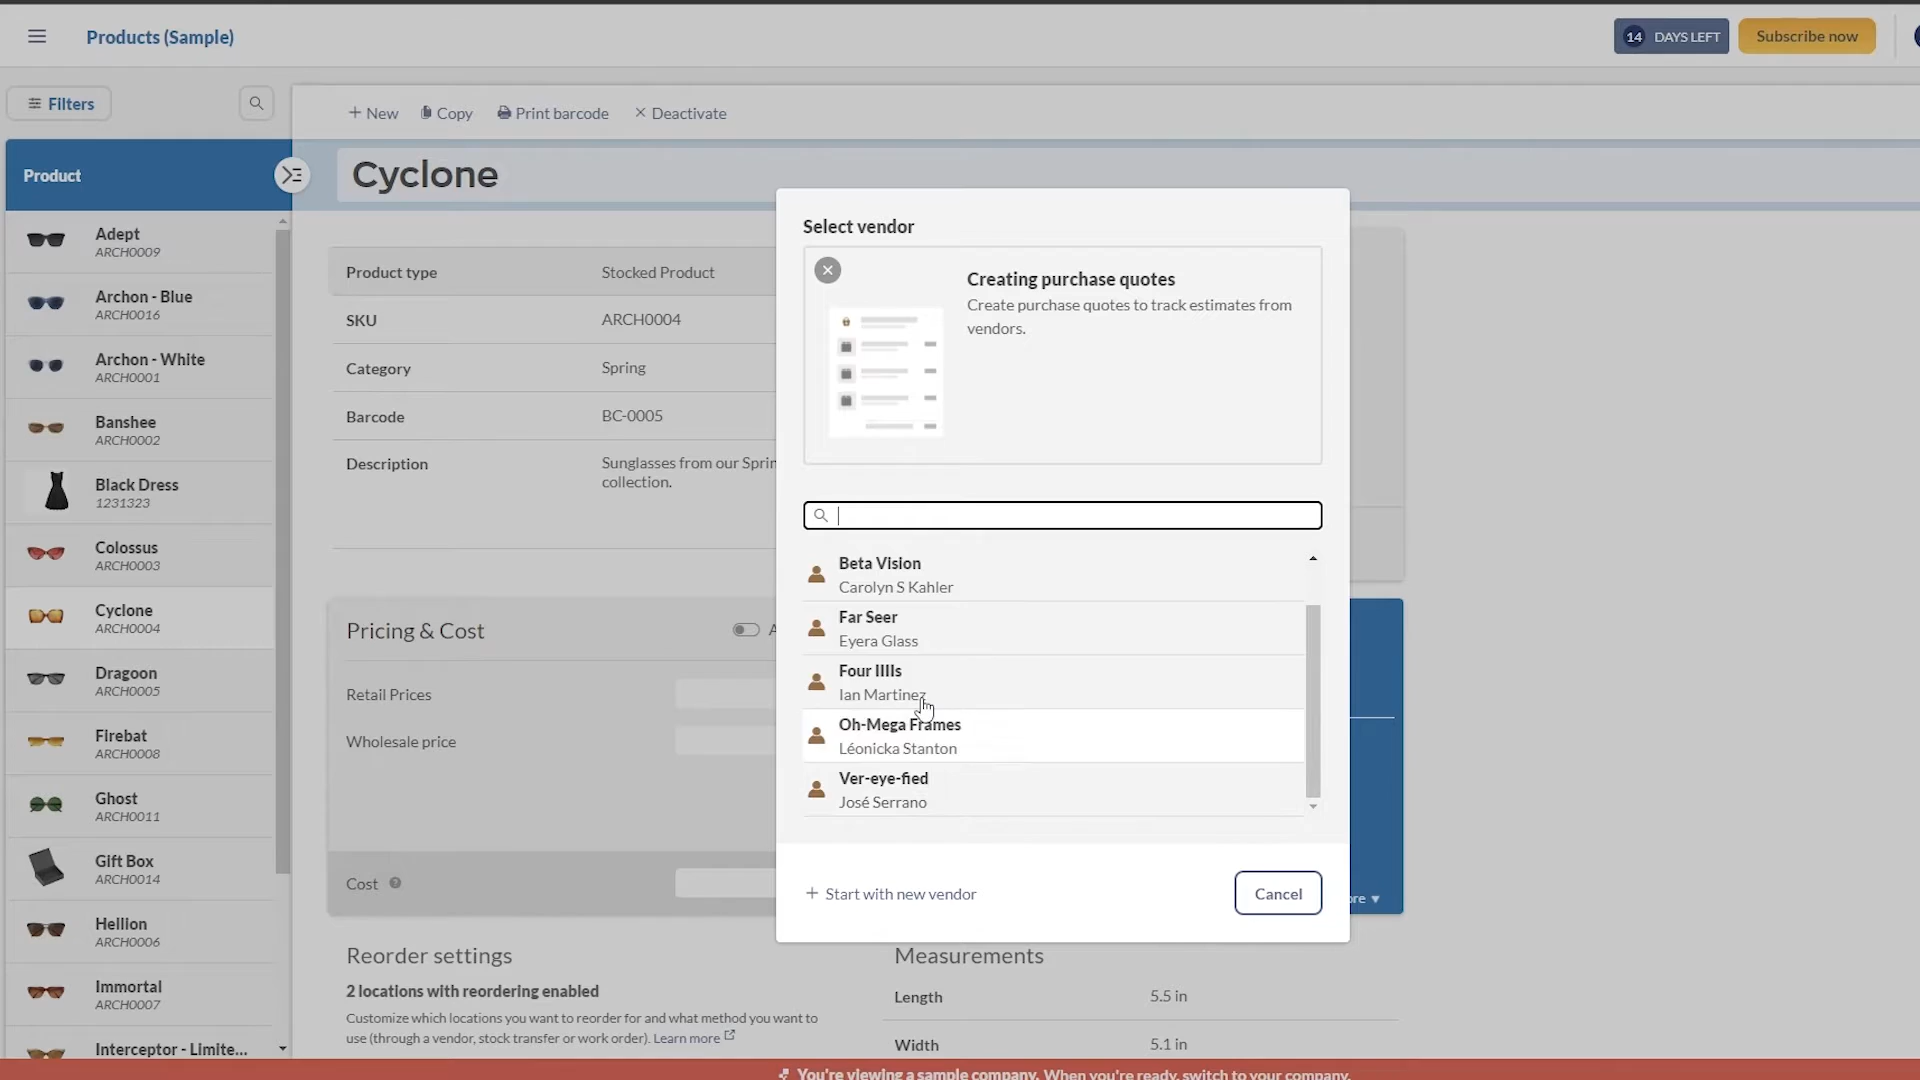 Products (Sample)
14 DAYS LEFT
Subscribe now
Filters
New
Copy
Print barcode
Deactivate
Product
Cyclone
Adept
ARCH0009
Archon - Blue
ARCH0016
Archon - White
ARCH0001
Banshee
ARCH0002
Black Dress
1231323
Colossus
ARCH0003
Cyclone
ARCH0004
Dragoon
ARCH0005
Firebat
ARCH0008
Ghost
ARCH0011
Gift Box
ARCH0014
Hellion
ARCH0006
Immortal
ARCH0007
Interceptor - Limite...
Product type
Stocked Product
SKU
ARCH0004
Category
Spring
Barcode
BC-0005
Description
Sunglasses from our Sprin
collection.
Pricing & Cost
A
Retail Prices
Wholesale price
Cost
Reorder settings
2 locations with reordering enabled
Customize which locations you want to reorder for and what method you want to
use (through a vendor, stock transfer or work order). Learn more
Select vendor
Creating purchase quotes
Create purchase quotes to track estimates from
vendors.
Beta Vision
Carolyn S Kahler
Far Seer
Eyera Glass
Ian Martinez
Oh-Mega Frames
Léonicka Stanton
Ver-eye-fied
José Serrano
+ Start with new vendor
Cancel
ore
Measurements
Length
5.5 in
Width
5.1 in
You're viewing a sample company. When you're ready, switch to your company.